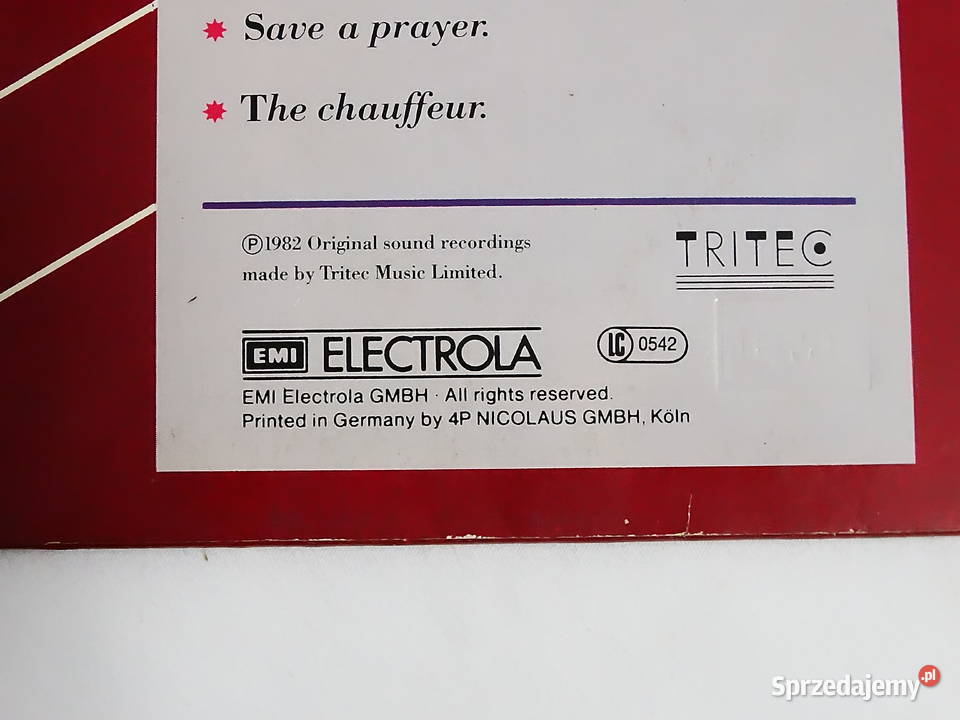 Save a prayer.
The chauffeur.
Ⓟ1982 Original sound recordings
made by Tritec Music Limited.
TRITEC
EMI ELECTROLA
LC 0542
EMI Electrola GMBH · All rights reserved.
Printed in Germany by 4P NICOLAUS GMBH, Köln
Sprzedajemy.pl